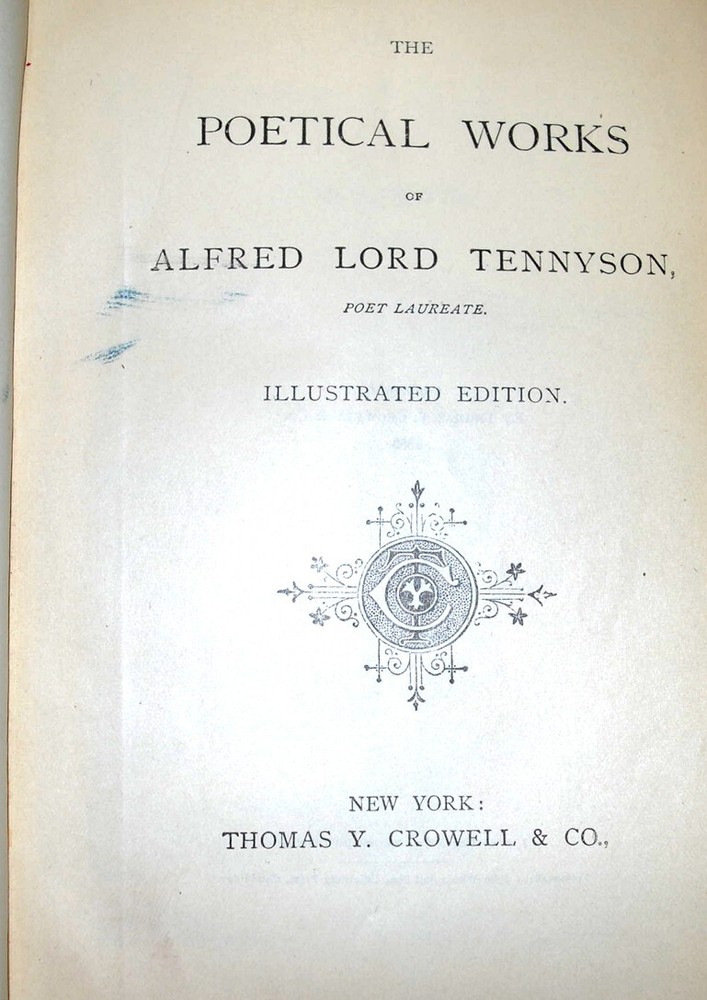 THE
POETICAL WORKS
OF
ALFRED LORD TENNYSON,
POET LAUREATE.
ILLUSTRATED EDITION.
NEW YORK:
THOMAS Y. CROWELL & CO.,